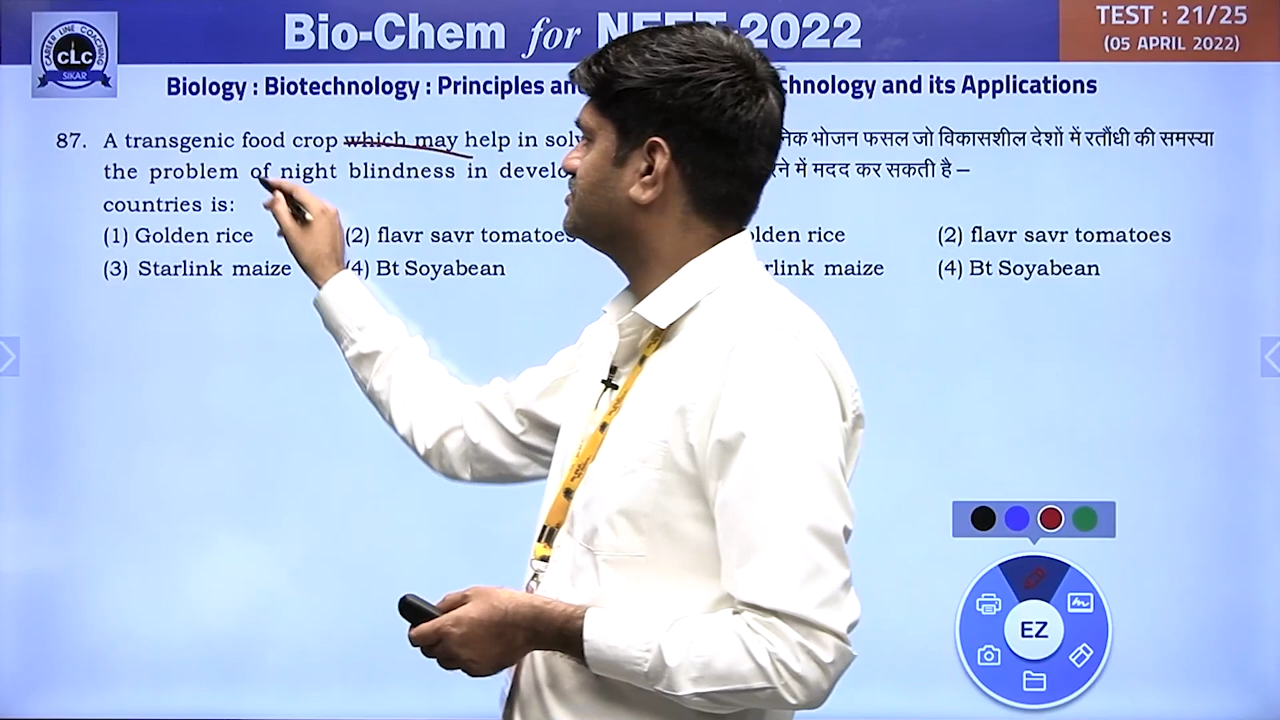 Bio-Chem for NEET 2022
TEST : 21/25
(05 APRIL 2022)
CAREER LINE COACHING
CLC
SIKAR
Biology : Biotechnology : Principles and
chnology and its Applications
87. A transgenic food crop which may help in solv
the problem of night blindness in develo
countries is:
(1) Golden rice (2) flavr savr tomatoes
(3) Starlink maize (4) Bt Soyabean
निक भोजन फसल जो विकासशील देशों में रतौंधी की समस्या
रने में मदद कर सकती है –
lden rice (2) flavr savr tomatoes
rlink maize (4) Bt Soyabean
EZ